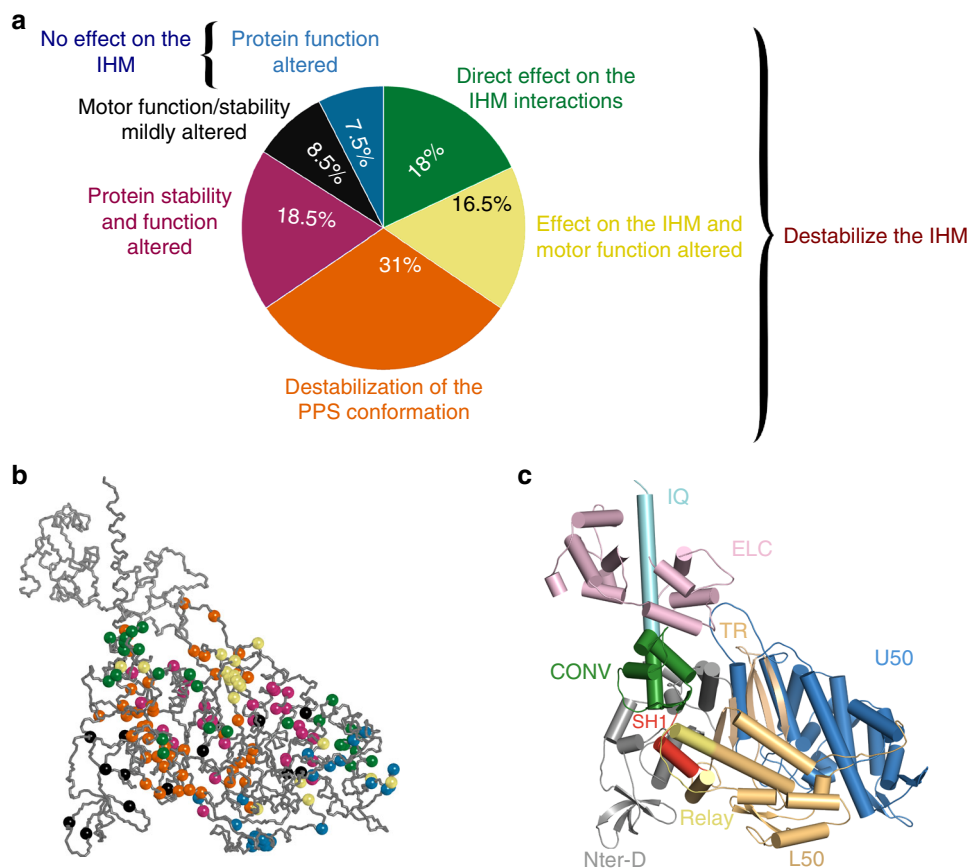 a
No effect on the
IHM
Protein function
altered
Direct effect on the
IHM interactions
Motor function/stability
mildly altered
7.5%
8.5%
18%
Protein stability
and function
altered
18.5%
16.5%
Effect on the IHM and
motor function altered
Destabilize the IHM
31%
Destabilization of the
PPS conformation
b
c
IQ
ELC
TR
U50
CONV
SH1
Relay
Nter-D
L50